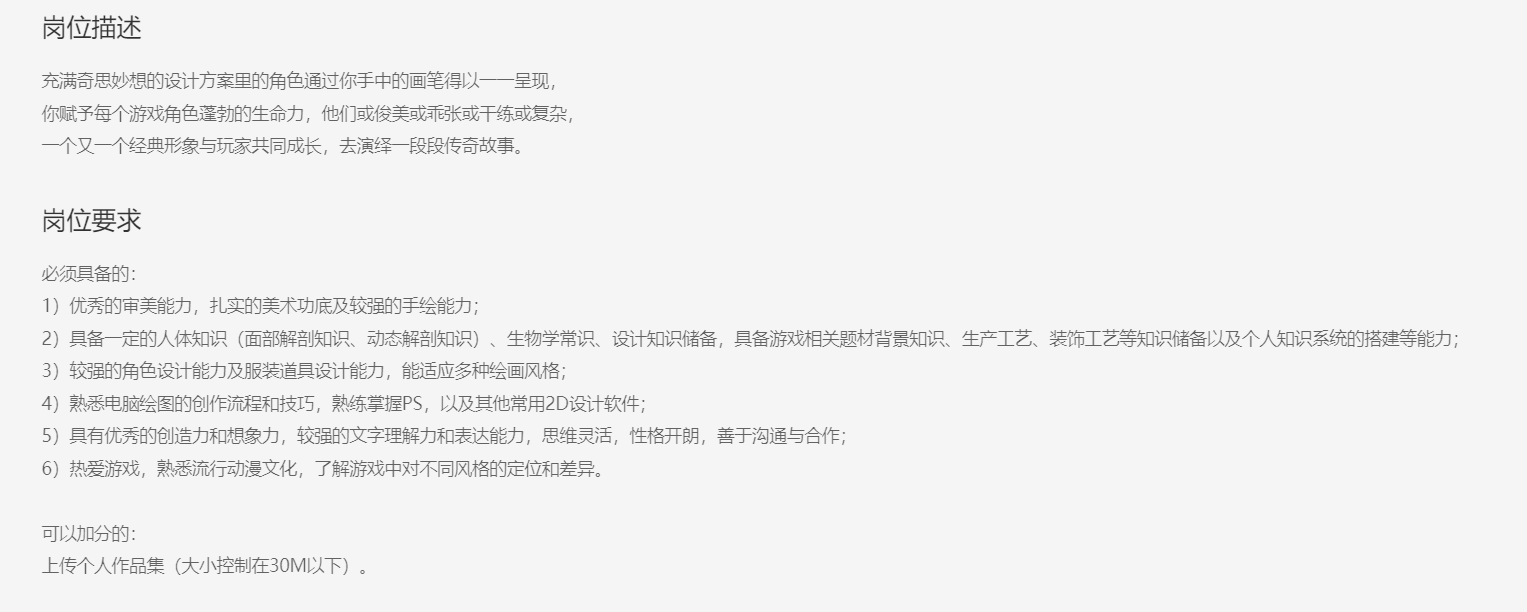 岗位描述
充满奇思妙想的设计方案里的角色通过你手中的画笔得以一一呈现，
你赋予每个游戏角色蓬勃的生命力，他们或俊美或乖张或干练或复杂，
一个又一个经典形象与玩家共同成长，去演绎一段段传奇故事。
岗位要求
必须具备的：
1）优秀的审美能力，扎实的美术功底及较强的手绘能力；
2）具备一定的人体知识（面部解剖知识、动态解剖知识）、生物学常识、设计知识储备，具备游戏相关题材背景知识、生产工艺、装饰工艺等知识储备以及个人知识系统的搭建等能力；
3）较强的角色设计能力及服装道具设计能力，能适应多种绘画风格；
4）熟悉电脑绘图的创作流程和技巧，熟练掌握PS，以及其他常用2D设计软件；
5）具有优秀的创造力和想象力，较强的文字理解力和表达能力，思维灵活，性格开朗，善于沟通与合作；
6）热爱游戏，熟悉流行动漫文化，了解游戏中对不同风格的定位和差异。
可以加分的：
上传个人作品集（大小控制在30M以下）。